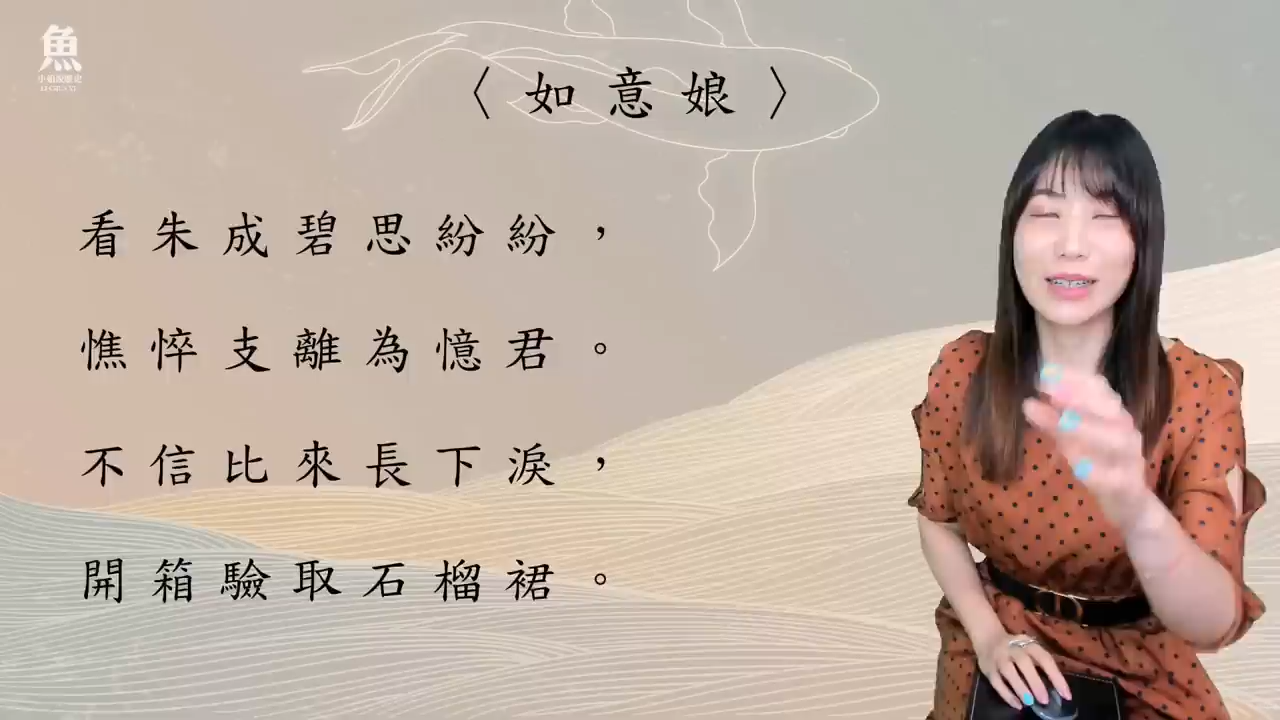 魚
〈如意娘〉
看朱成碧思紛紛，
憔悴支離為憶君。
不信比來長下淚，
開箱驗取石榴裙。